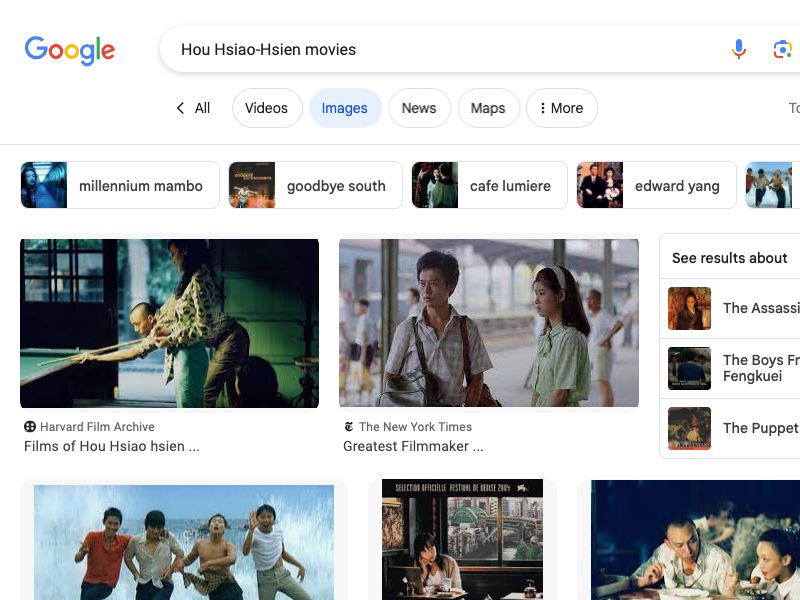 Google
Hou Hsiao-Hsien movies
All
Videos
Images
News
Maps
More
To
millennium mambo
goodbye south
cafe lumiere
edward yang
See results about
The Assassi
The Boys Fr
Fengkuei
The Puppet
Harvard Film Archive
Films of Hou Hsiao hsien ...
The New York Times
Greatest Filmmaker ...
SELECTION OFFICIELLE FESTIVAL DE VENISE 2004